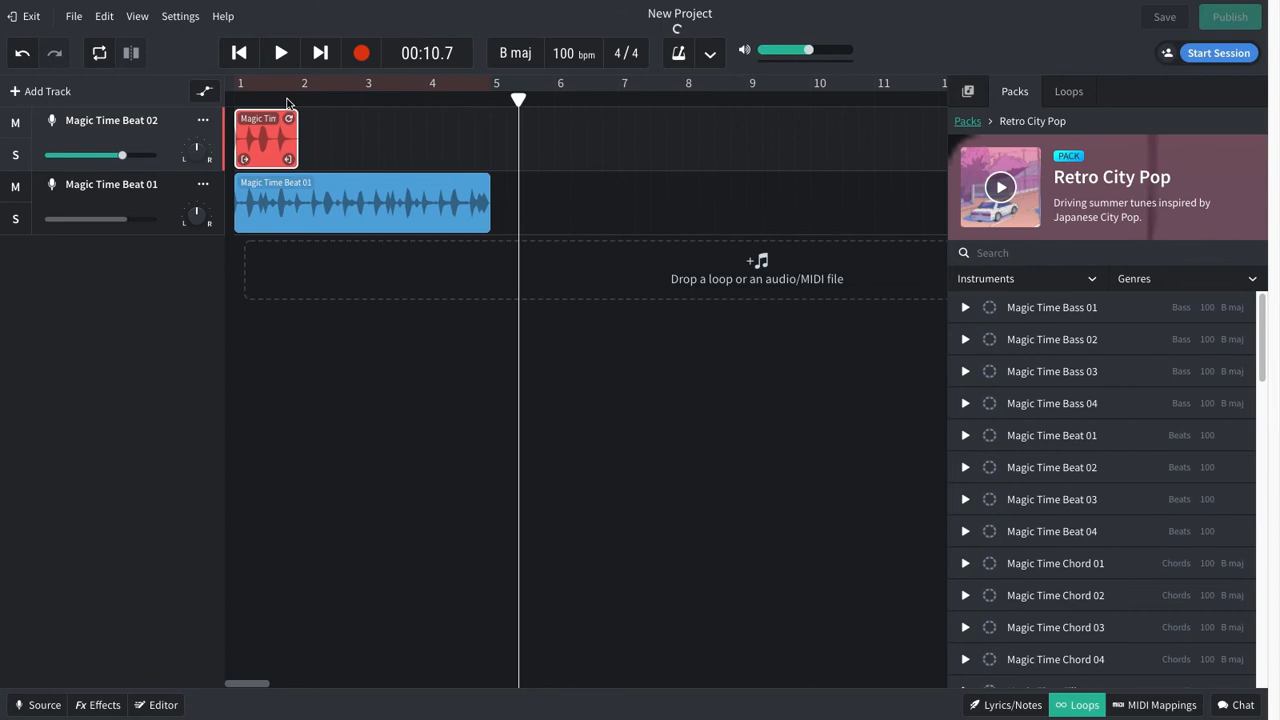 Exit File Edit View Settings Help New Project Save Publish
00:10.7 B maj 100 bpm 4 / 4 Start Session
+ Add Track 1 2 3 4 5 6 7 8 9 10 11 1 Packs Loops
M Magic Time Beat 02 ••• Magic Tin Packs > Retro City Pop
S L R
M Magic Time Beat 01 ••• Magic Time Beat 01
S L R
PACK
Retro City Pop
Driving summer tunes inspired by
Japanese City Pop.
Drop a loop or an audio/MIDI file
Search
Instruments Genres
Magic Time Bass 01 Bass 100 B maj
Magic Time Bass 02 Bass 100 B maj
Magic Time Bass 03 Bass 100 B maj
Magic Time Bass 04 Bass 100 B maj
Magic Time Beat 01 Beats 100
Magic Time Beat 02 Beats 100
Magic Time Beat 03 Beats 100
Magic Time Beat 04 Beats 100
Magic Time Chord 01 Chords 100 B maj
Magic Time Chord 02 Chords 100 B maj
Magic Time Chord 03 Chords 100 B maj
Magic Time Chord 04 Chords 100 B maj
Source Fx Effects Editor Lyrics/Notes Loops MIDI Mappings Chat